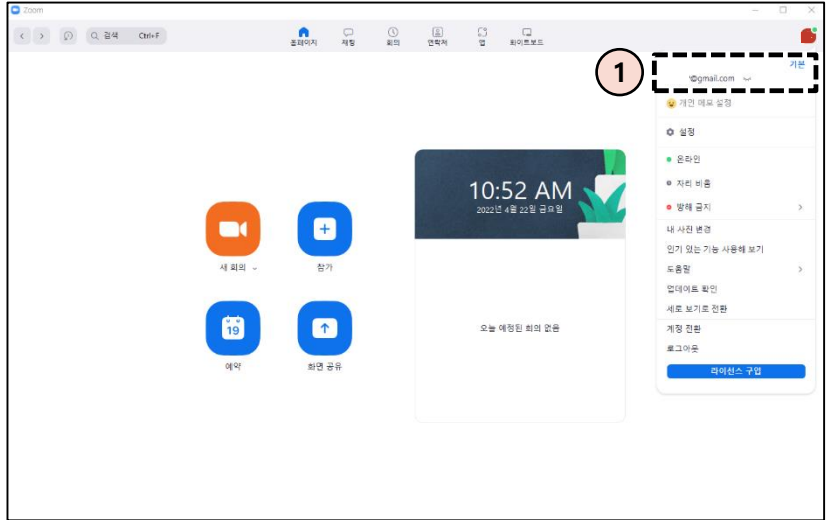 Zoom
검색 Ctrl+F
홈페이지 채팅 회의 연락처 앱 화이트보드
1
기본
@gmail.com
개인 메모 설정
설정
온라인
자리 비움
방해 금지
내 사진 변경
인기 있는 기능 사용해 보기
도움말
업데이트 확인
세로 보기로 전환
계정 전환
로그아웃
라이선스 구입
10:52 AM
2022년 4월 22일 금요일
새 회의
참가
19
예약
화면 공유
오늘 예정된 회의 없음